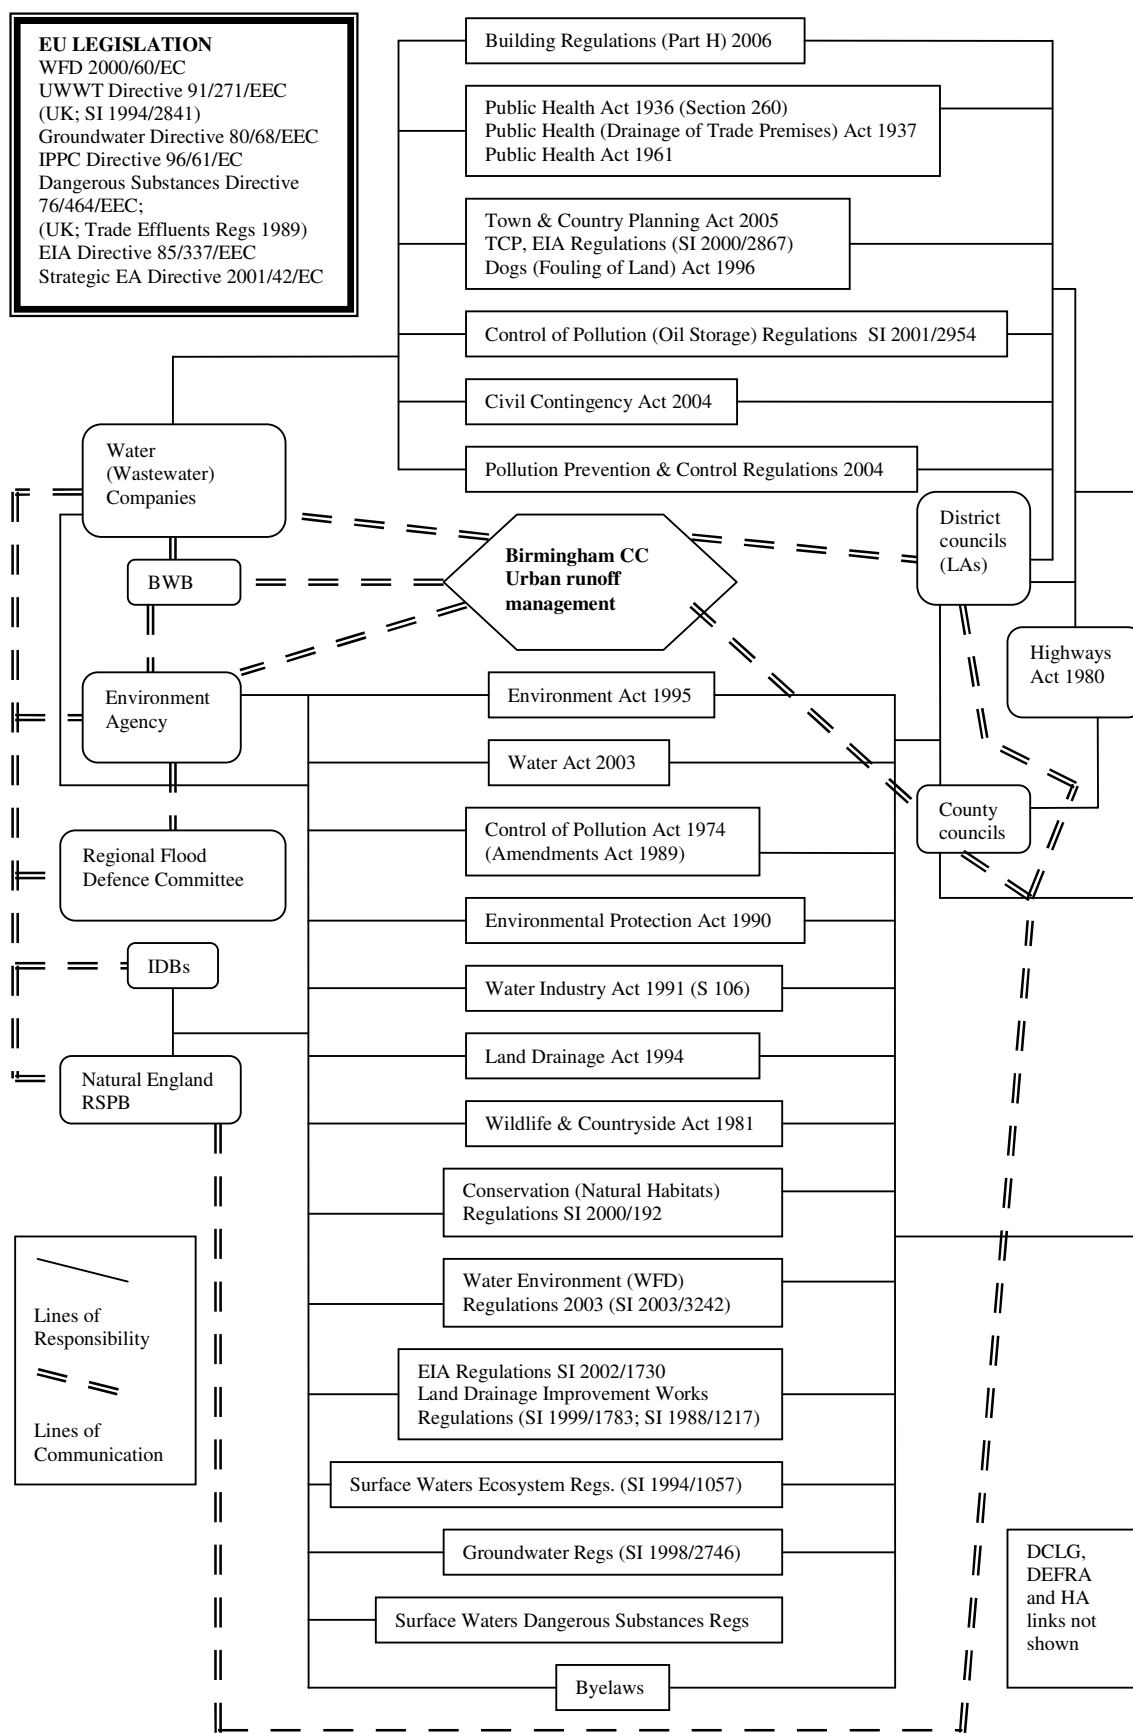 EU LEGISLATION
WFD 2000/60/EC
UWWT Directive 91/271/EEC
(UK; SI 1994/2841)
Groundwater Directive 80/68/EEC
IPPC Directive 96/61/EC
Dangerous Substances Directive
76/464/EEC;
(UK; Trade Effluents Regs 1989)
EIA Directive 85/337/EEC
Strategic EA Directive 2001/42/EC
Building Regulations (Part H) 2006
Public Health Act 1936 (Section 260)
Public Health (Drainage of Trade Premises) Act 1937
Public Health Act 1961
Town & Country Planning Act 2005
TCP, EIA Regulations (SI 2000/2867)
Dogs (Fouling of Land) Act 1996
Control of Pollution (Oil Storage) Regulations SI 2001/2954
Civil Contingency Act 2004
Pollution Prevention & Control Regulations 2004
Water
(Wastewater)
Companies
BWB
Birmingham CC
Urban runoff
management
District
councils
(LAs)
Highways
Act 1980
Environment
Agency
Environment Act 1995
Water Act 2003
County
councils
Control of Pollution Act 1974
(Amendments Act 1989)
Regional Flood
Defence Committee
Environmental Protection Act 1990
IDBs
Water Industry Act 1991 (S 106)
Land Drainage Act 1994
Natural England
RSPB
Wildlife & Countryside Act 1981
Conservation (Natural Habitats)
Regulations SI 2000/192
Water Environment (WFD)
Regulations 2003 (SI 2003/3242)
Lines of
Responsibility
Lines of
Communication
EIA Regulations SI 2002/1730
Land Drainage Improvement Works
Regulations (SI 1999/1783; SI 1988/1217)
Surface Waters Ecosystem Regs. (SI 1994/1057)
Groundwater Regs (SI 1998/2746)
Surface Waters Dangerous Substances Regs
Byelaws
DCLG,
DEFRA
and HA
links not
shown